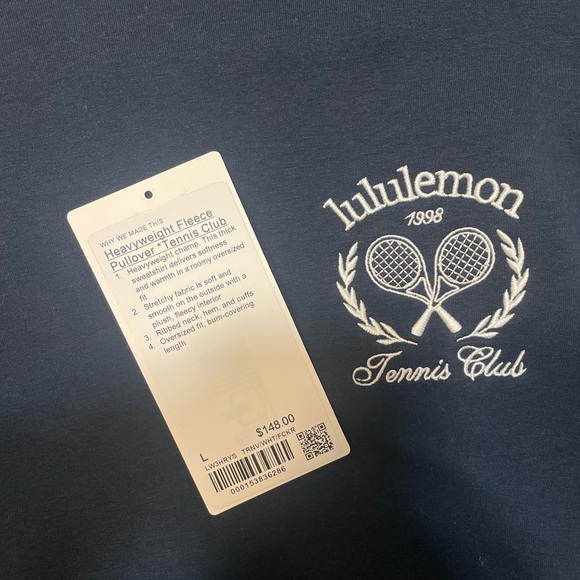 WHY WE MADE THIS
Heavyweight Fleece
Pullover *Tennis Club
1. Heavyweight champ. This thick
sweatshirt delivers softness
and warmth in a roomy oversized
fit
2. Stretchy fabric is soft and
smooth on the outside with a
plush, fleecy interior
3. Ribbed neck, hem, and cuffs
4. Oversized fit, bum-covering
length
L $148.00
LW3HRYS TRNV/WHT/FCKR
000153836286
lululemon
1998
Tennis Club